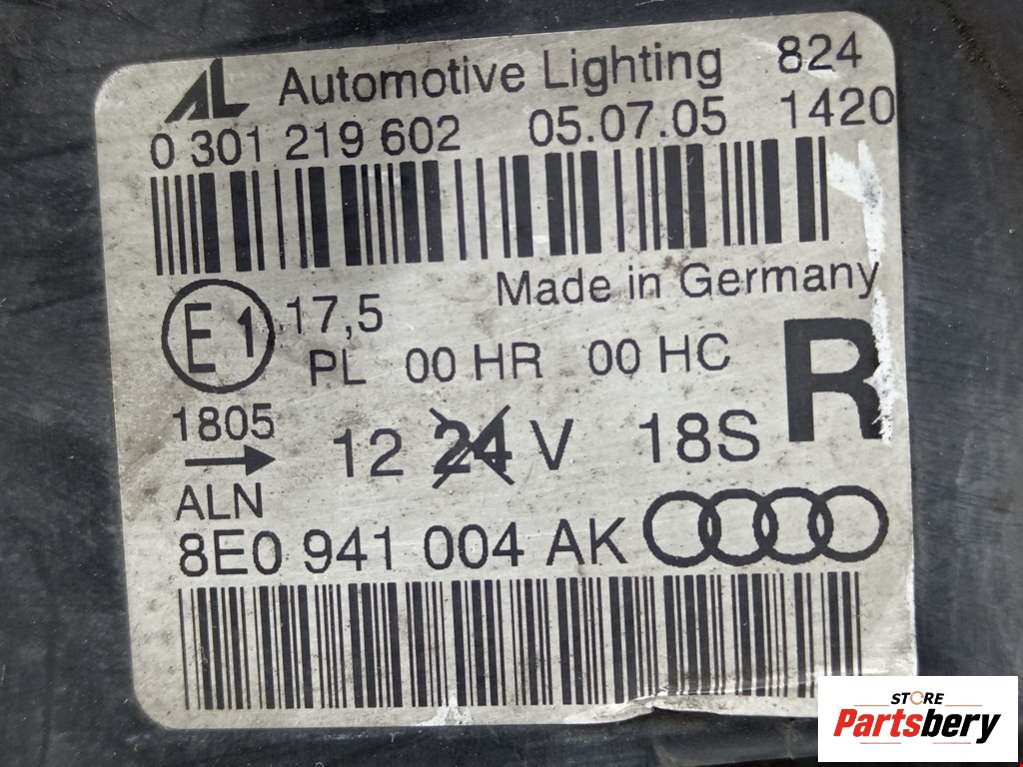 AL Automotive Lighting 824
0 301 219 602 05.07.05 1420
Made in Germany
E1 17,5
PL 00 HR 00 HC R
1805
12 24 V 18S
ALN
8E0 941 004 AK
STORE
Partsbery